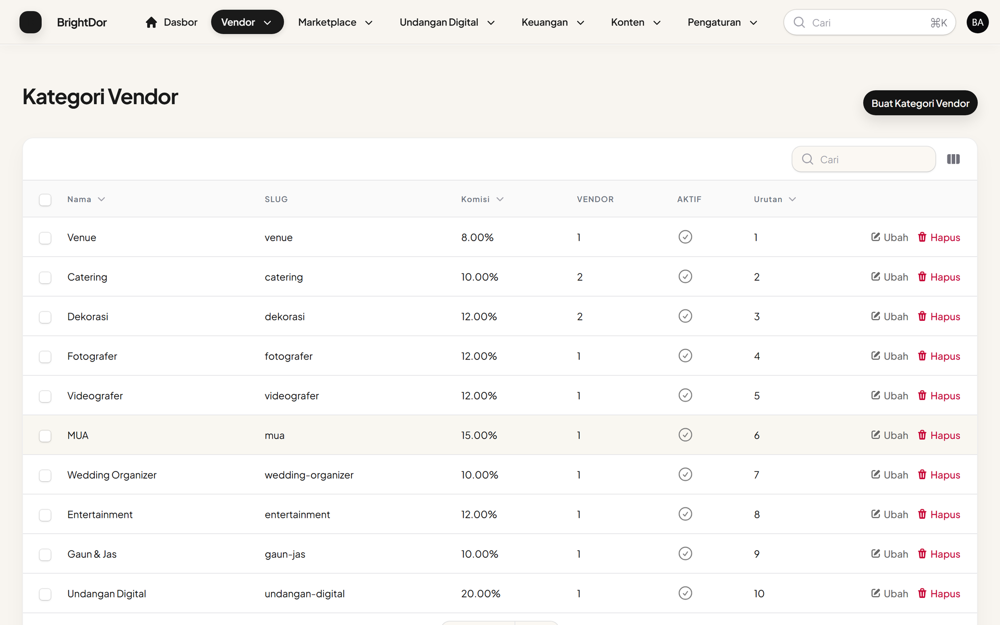 BrightDor Dasbor Vendor Marketplace Undangan Digital Keuangan Konten Pengaturan Cari ⌘K BA
Kategori Vendor
Buat Kategori Vendor
Cari
Nama SLUG Komisi VENDOR AKTIF Urutan
Venue venue 8.00% 1 1 Ubah Hapus
Catering catering 10.00% 2 2 Ubah Hapus
Dekorasi dekorasi 12.00% 2 3 Ubah Hapus
Fotografer fotografer 12.00% 1 4 Ubah Hapus
Videografer videografer 12.00% 1 5 Ubah Hapus
MUA mua 15.00% 1 6 Ubah Hapus
Wedding Organizer wedding-organizer 10.00% 1 7 Ubah Hapus
Entertainment entertainment 12.00% 1 8 Ubah Hapus
Gaun & Jas gaun-jas 10.00% 1 9 Ubah Hapus
Undangan Digital undangan-digital 20.00% 1 10 Ubah Hapus